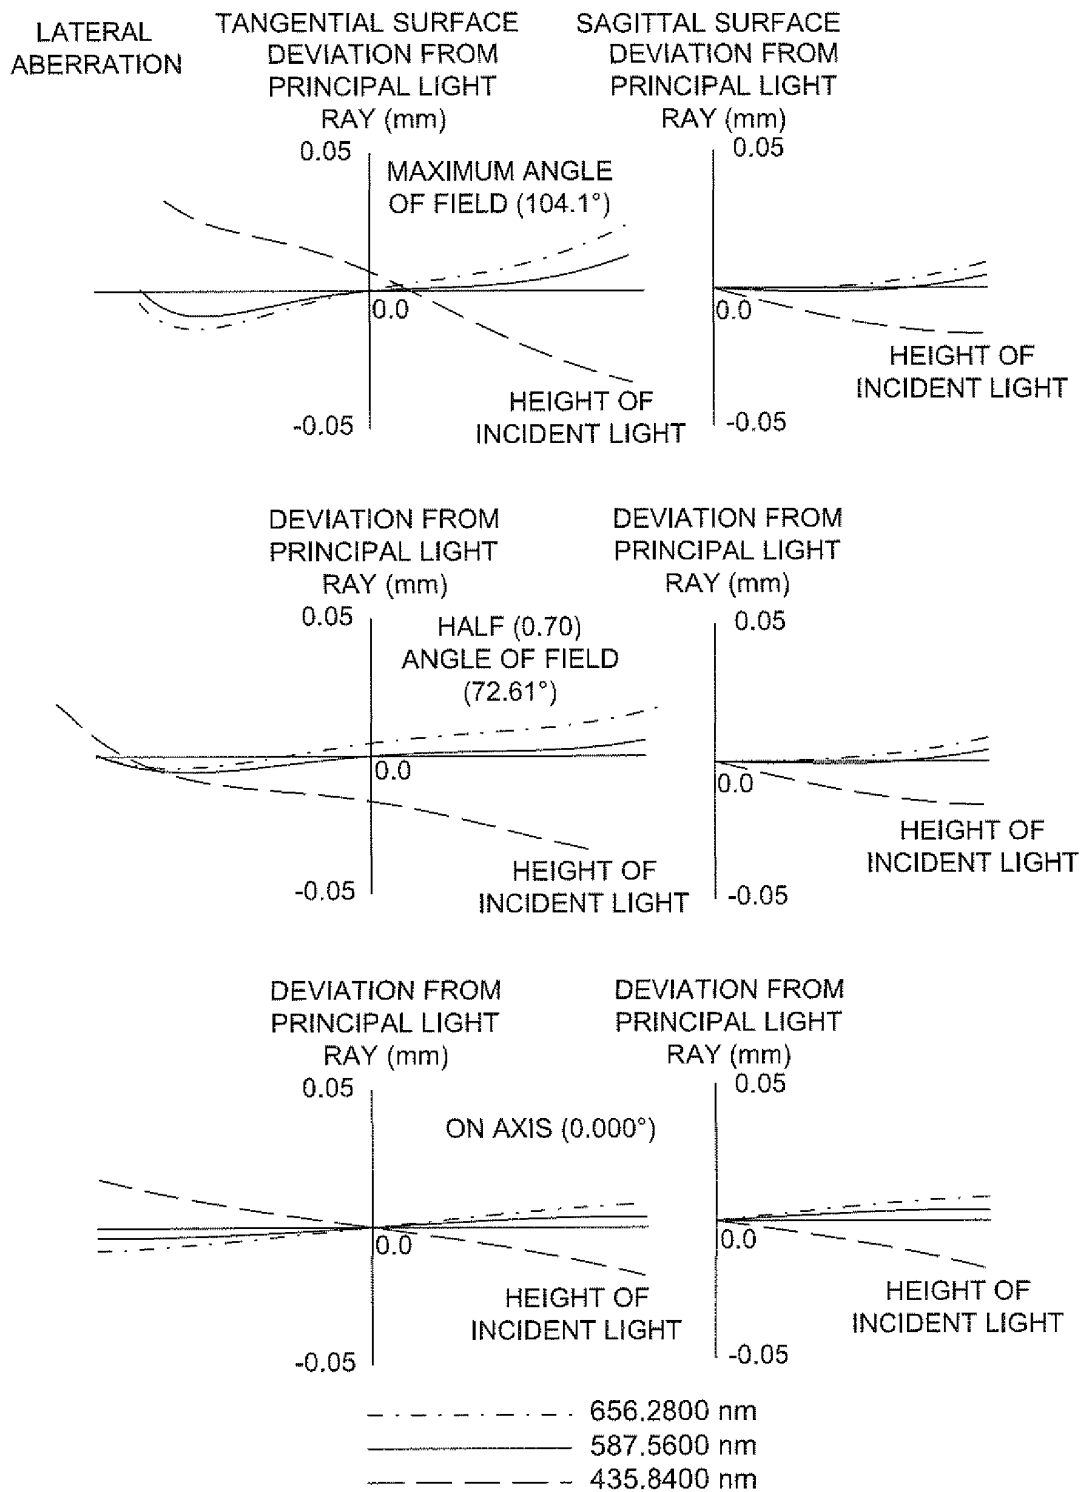 LATERAL
ABERRATION
TANGENTIAL SURFACE
DEVIATION FROM
PRINCIPAL LIGHT
RAY (mm)
0.05
MAXIMUM ANGLE
OF FIELD (104.1°)
0.0
-0.05
HEIGHT OF
INCIDENT LIGHT
SAGITTAL SURFACE
DEVIATION FROM
PRINCIPAL LIGHT
RAY (mm)
0.05
0.0
-0.05
HEIGHT OF
INCIDENT LIGHT
DEVIATION FROM
PRINCIPAL LIGHT
RAY (mm)
0.05
HALF (0.70)
ANGLE OF FIELD
(72.61°)
0.0
-0.05
HEIGHT OF
INCIDENT LIGHT
DEVIATION FROM
PRINCIPAL LIGHT
RAY (mm)
0.05
0.0
-0.05
HEIGHT OF
INCIDENT LIGHT
DEVIATION FROM
PRINCIPAL LIGHT
RAY (mm)
0.05
ON AXIS (0.000°)
0.0
-0.05
HEIGHT OF
INCIDENT LIGHT
DEVIATION FROM
PRINCIPAL LIGHT
RAY (mm)
0.05
0.0
-0.05
HEIGHT OF
INCIDENT LIGHT
656.2800 nm
587.5600 nm
435.8400 nm